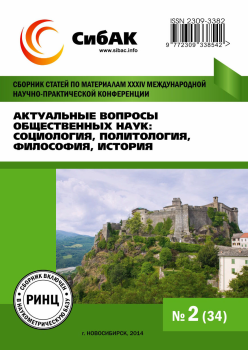 ISSN 2309-3382
СибАК
www.sibac.info
9 772309 338542 >
СБОРНИК СТАТЕЙ ПО МАТЕРИАЛАМ XXXIV МЕЖДУНАРОДНОЙ
НАУЧНО-ПРАКТИЧЕСКОЙ КОНФЕРЕНЦИИ
АКТУАЛЬНЫЕ ВОПРОСЫ
ОБЩЕСТВЕННЫХ НАУК:
СОЦИОЛОГИЯ, ПОЛИТОЛОГИЯ,
ФИЛОСОФИЯ, ИСТОРИЯ
СБОРНИК ВКЛЮЧЕН
РИНЦ
В НАУКОМЕТРИЧЕСКУЮ БАЗУ
№ 2 (34)
г. НОВОСИБИРСК, 2014